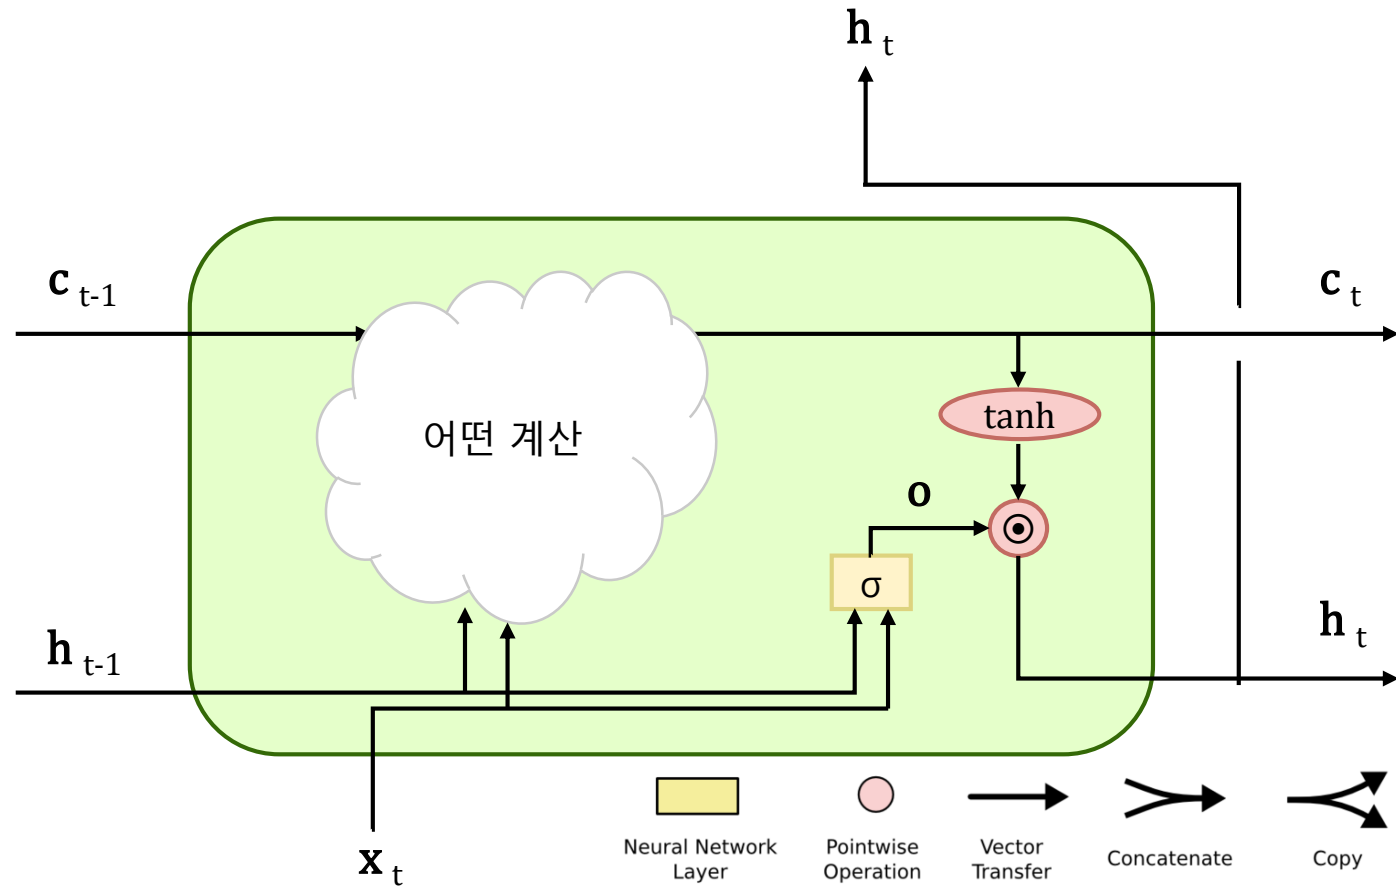 h t
c t-1
c t
tanh
어떤 계산
o
σ
h t-1
h t
x t
Neural Network
Layer
Pointwise
Operation
Vector
Transfer
Concatenate
Copy